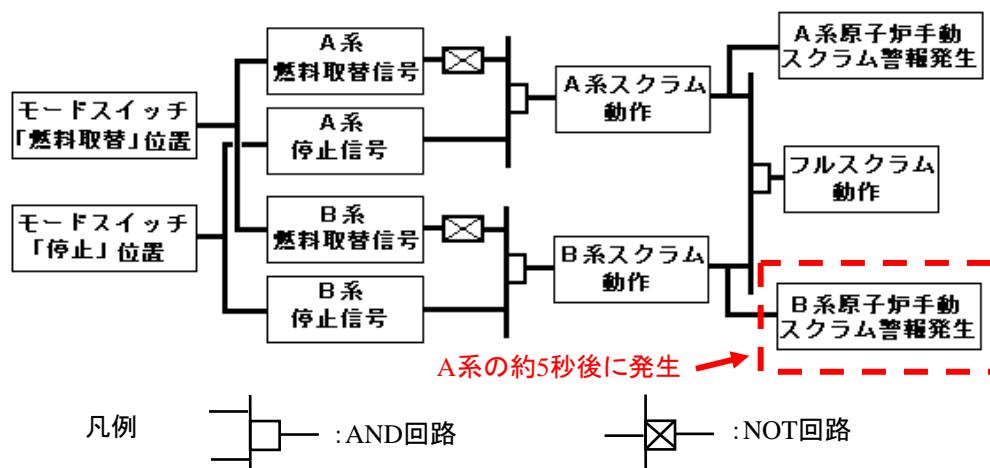 モードスイッチ
「燃料取替」位置
モードスイッチ
「停止」位置
A系
燃料取替信号
A系
停止信号
B系
燃料取替信号
B系
停止信号
A系スクラム
動作
B系スクラム
動作
A系原子炉手動
スクラム警報発生
フルスクラム
動作
B系原子炉手動
スクラム警報発生
A系の約5秒後に発生
凡例
:AND回路
:NOT回路